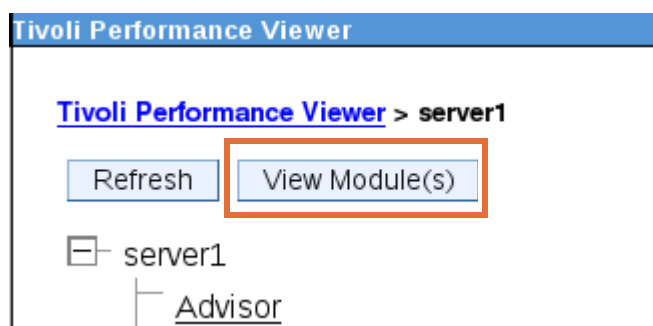 Tivoli Performance Viewer
Tivoli Performance Viewer > server1
Refresh View Module(s)
server1
Advisor